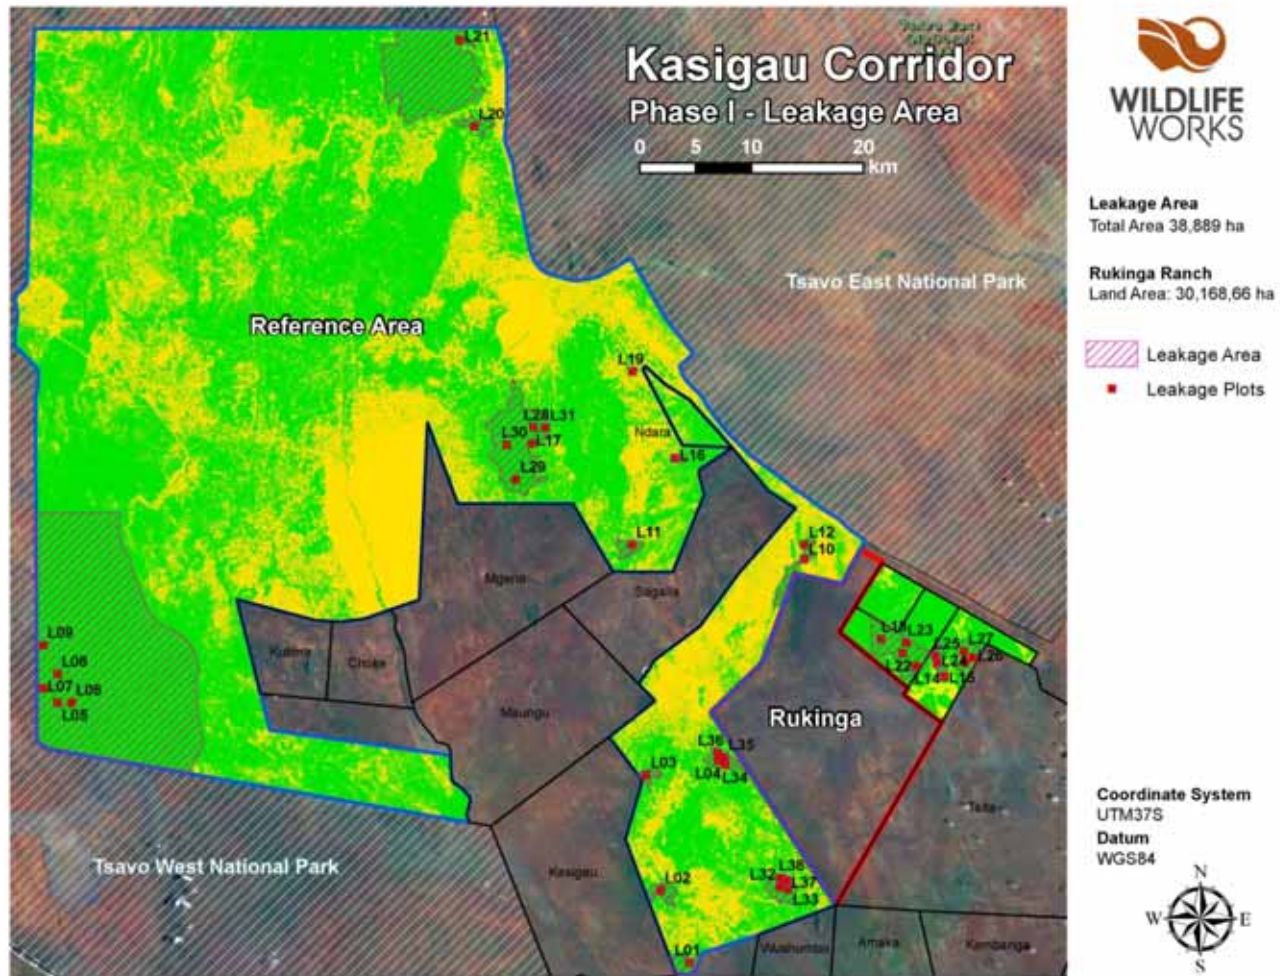 Kasigau Corridor
Phase I - Leakage Area
0 5 10 20
km
WILDLIFE
WORKS
Leakage Area
Total Area 38,889 ha
Rukinga Ranch
Land Area: 30,168,66 ha
Leakage Area
Leakage Plots
Tsavo East National Park
Reference Area
L21
L20
L19
L28
L31
L30
L17
L29
Ndara
L16
L11
L12
L10
Mgeno
Sagalla
L09
L06
L07
L08
L05
Maungu
Rukinga
L23
L25
L27
L26
L22
L24
L14
L15
L36
L35
L03
L04
L34
Tsavo West National Park
Kasigau
L02
L38
L32
L37
L33
L01
Amaka
Coordinate System
UTM37S
Datum
WGS84
N
W
E
S